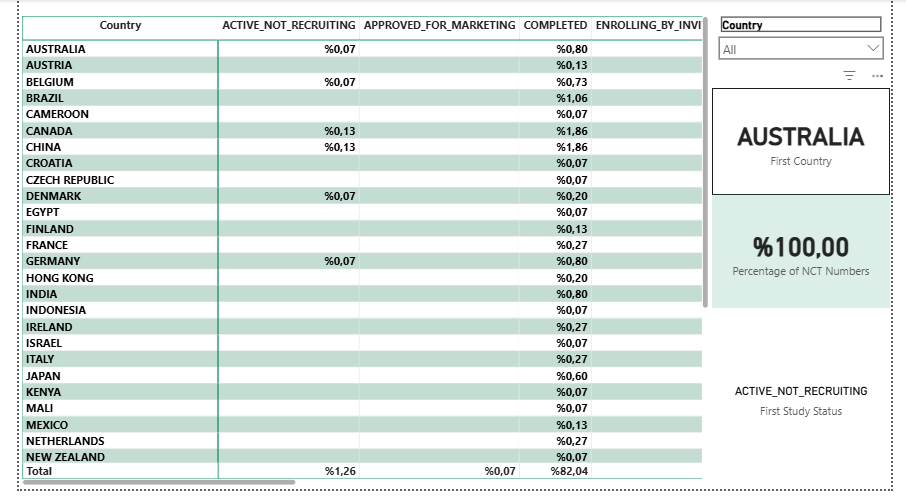 Country ACTIVE_NOT_RECRUITING APPROVED_FOR_MARKETING COMPLETED ENROLLING_BY_INVI
AUSTRALIA %0,07 %0,80
AUSTRIA %0,13
BELGIUM %0,07 %0,73
BRAZIL %1,06
CAMEROON %0,07
CANADA %0,13 %1,86
CHINA %0,13 %1,86
CROATIA %0,07
CZECH REPUBLIC %0,07
DENMARK %0,07 %0,20
EGYPT %0,07
FINLAND %0,13
FRANCE %0,27
GERMANY %0,07 %0,80
HONG KONG %0,20
INDIA %0,80
INDONESIA %0,07
IRELAND %0,27
ISRAEL %0,07
ITALY %0,27
JAPAN %0,60
KENYA %0,07
MALI %0,07
MEXICO %0,13
NETHERLANDS %0,27
NEW ZEALAND %0,07
Total %1,26 %0,07 %82,04
Country
All
AUSTRALIA
First Country
%100,00
Percentage of NCT Numbers
ACTIVE_NOT_RECRUITING
First Study Status